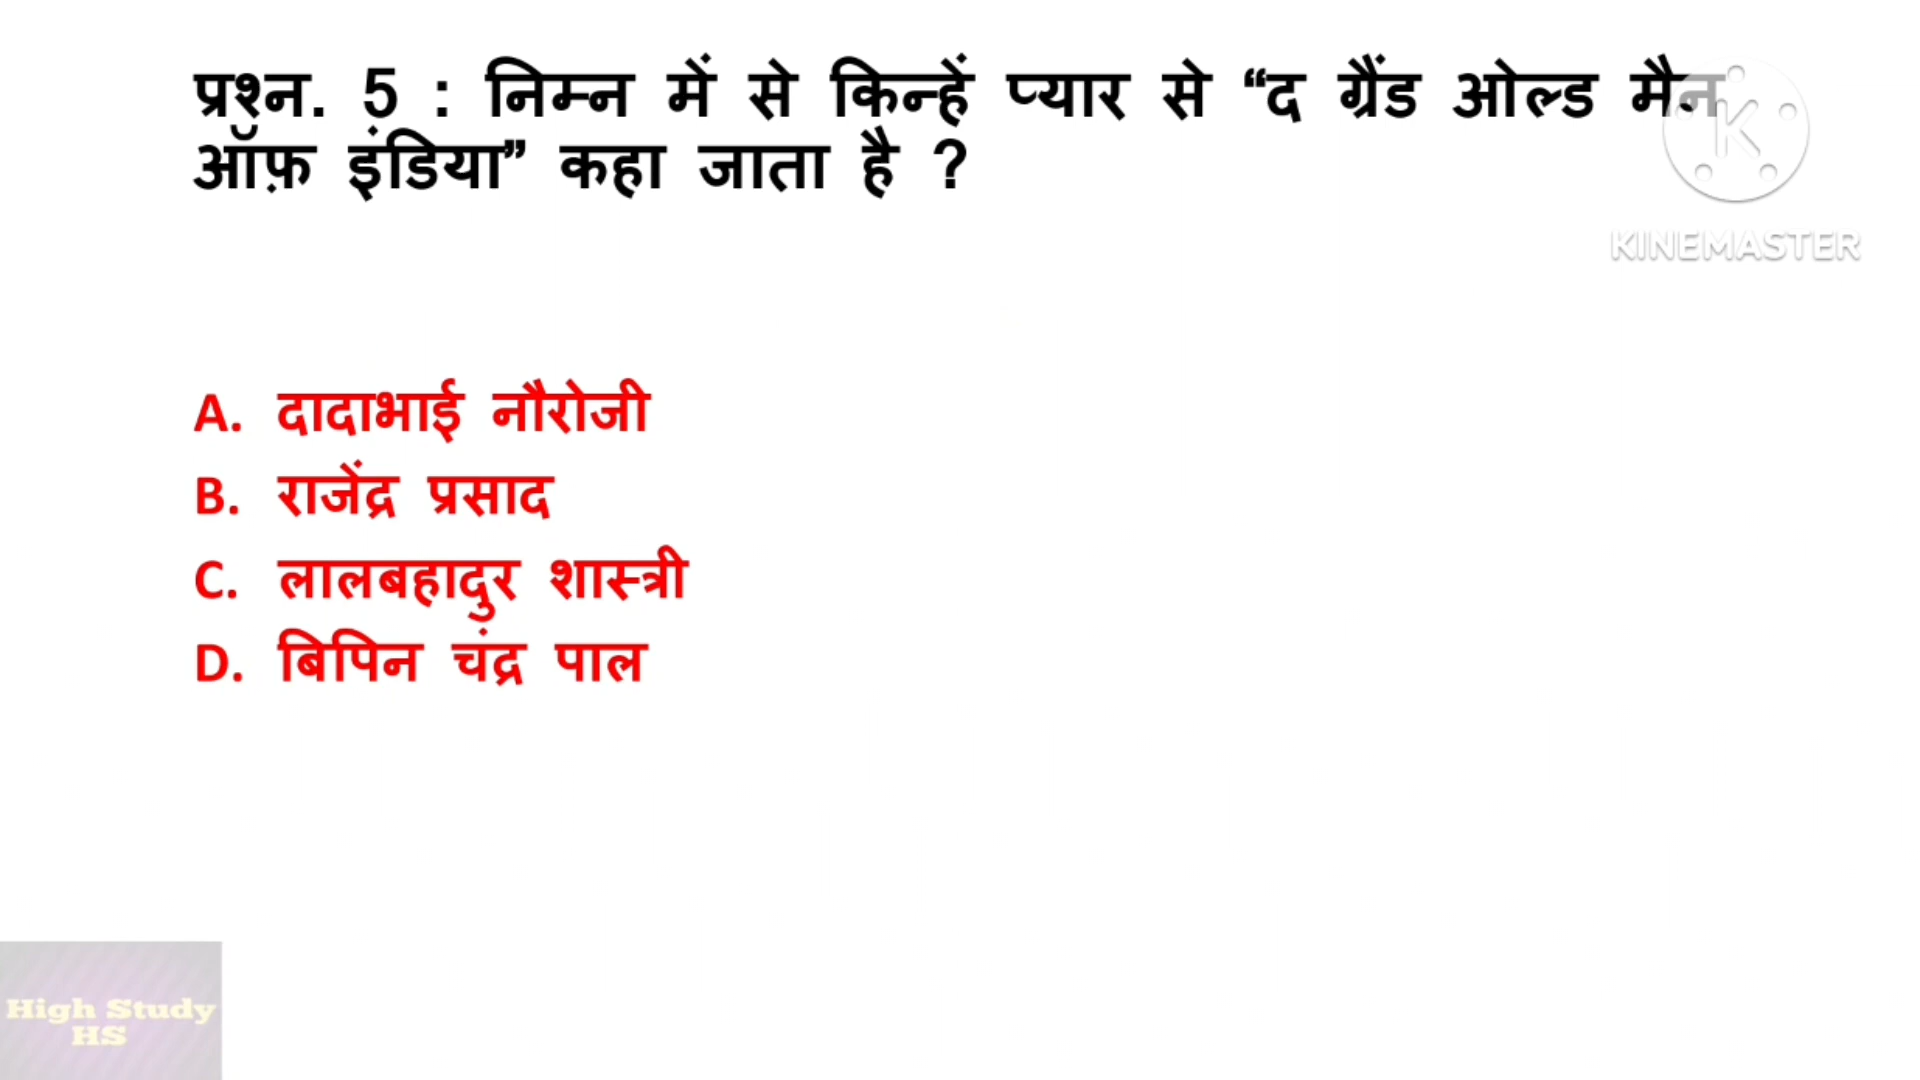 प्रश्न. 5 : निम्न में से किन्हें प्यार से “द ग्रैंड ओल्ड मैन
ऑफ़ इंडिया” कहा जाता है ?
K
KINEMASTER
A. दादाभाई नौरोजी
B. राजेंद्र प्रसाद
C. लालबहादुर शास्त्री
D. बिपिन चंद्र पाल
High Study
HS